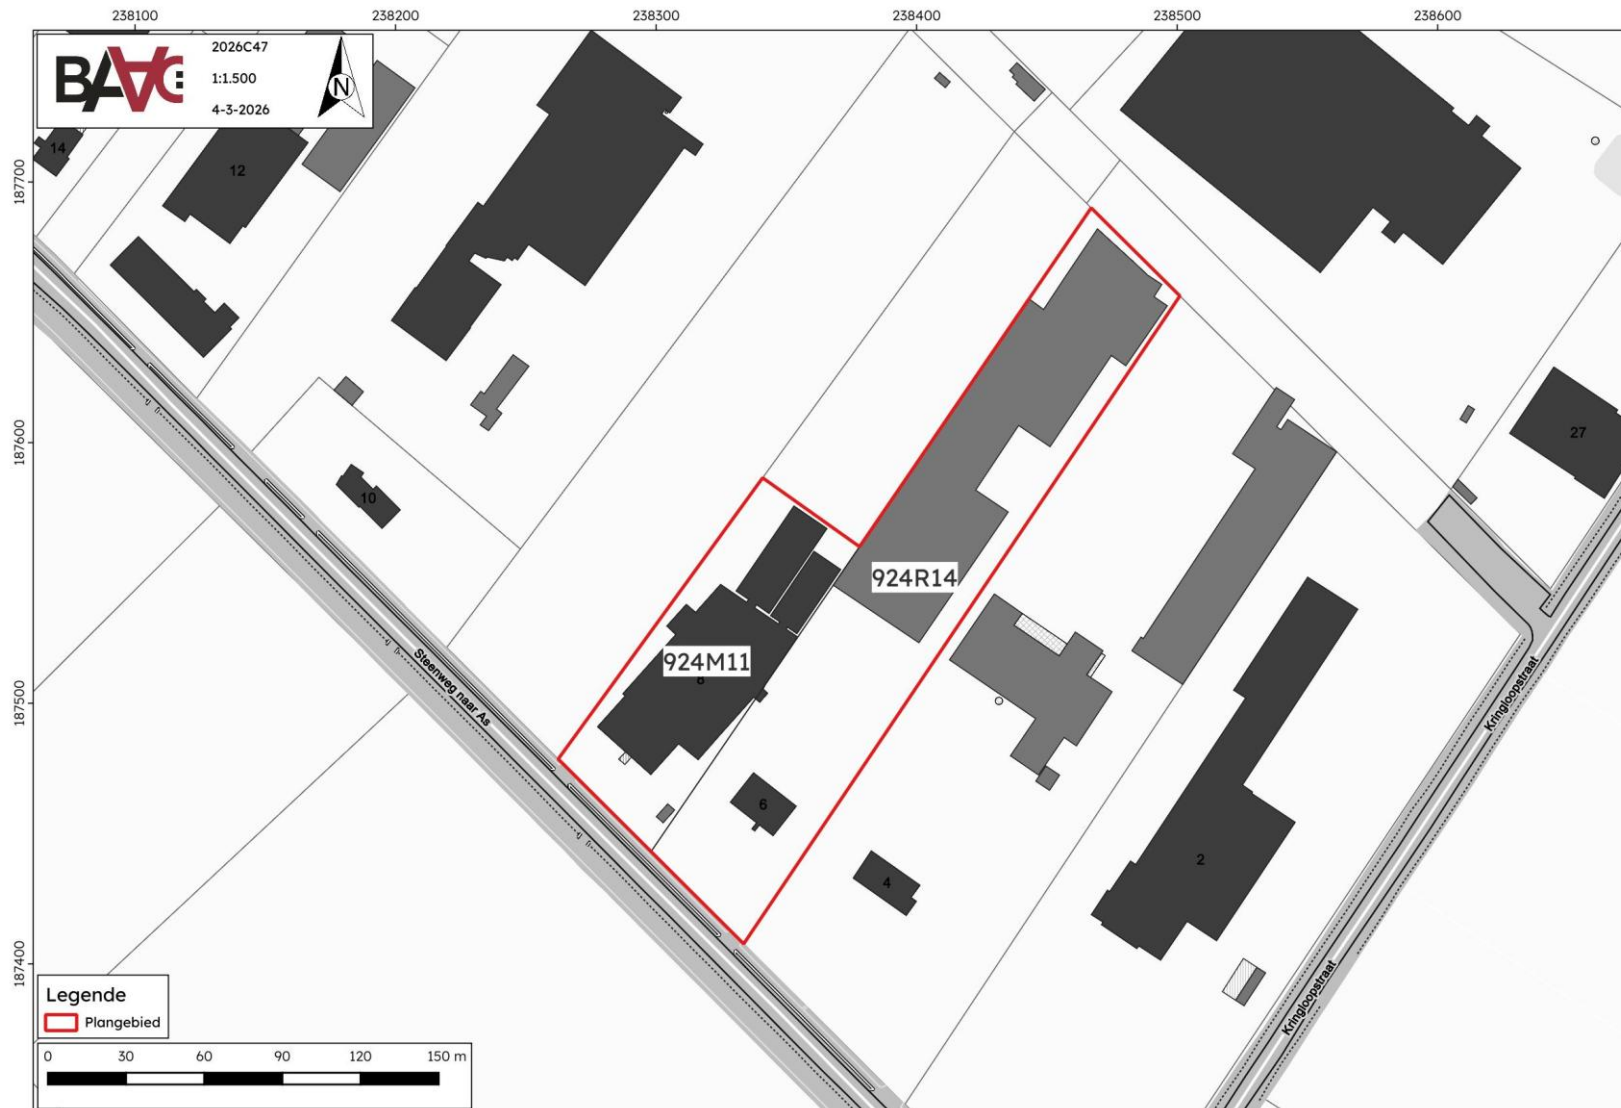 238100 238200 238300 238400 238500 238600
BAAC
2026C47
1:1.500
4-3-2026
N
187700
187600
187500
187400
14
12
10
27
924R14
924M11
8
6
4
2
Steenweg naar As
Kringloopstraat
Kringloopstraat
Legende
Plangebied
0 30 60 90 120 150 m